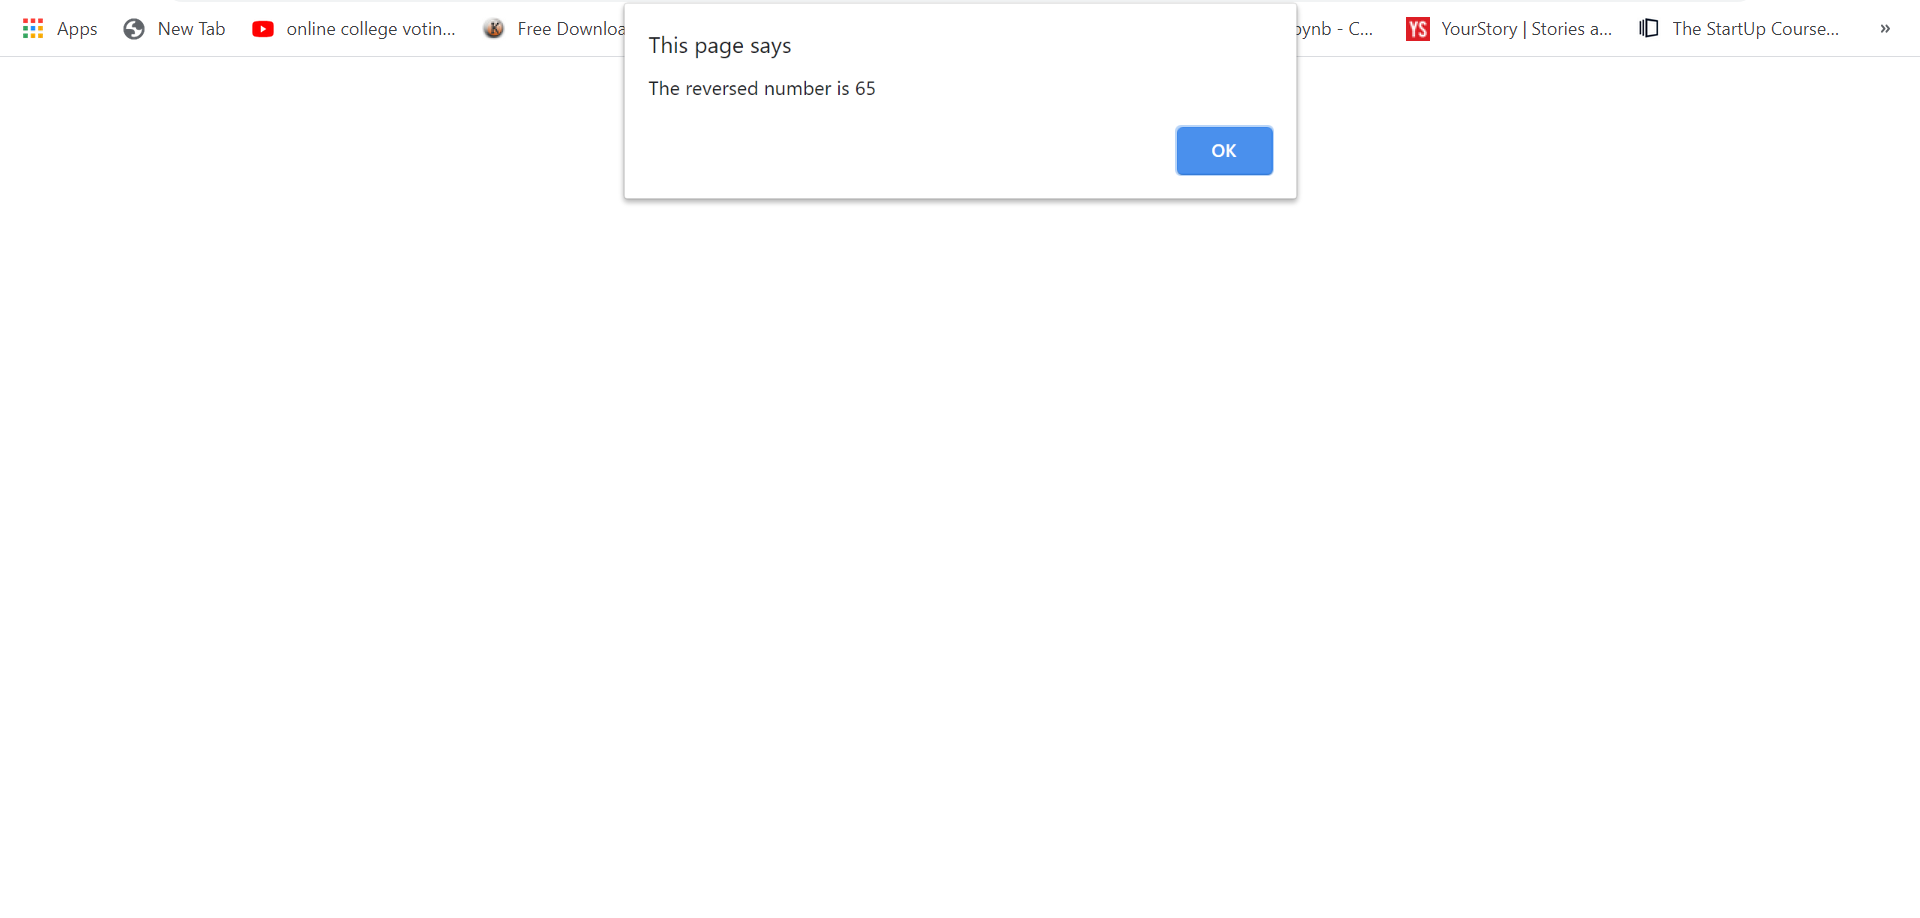 Apps New Tab online college votin... K Free Downloa ynb - C... YS YourStory | Stories a... The StartUp Course... »
This page says
The reversed number is 65
OK